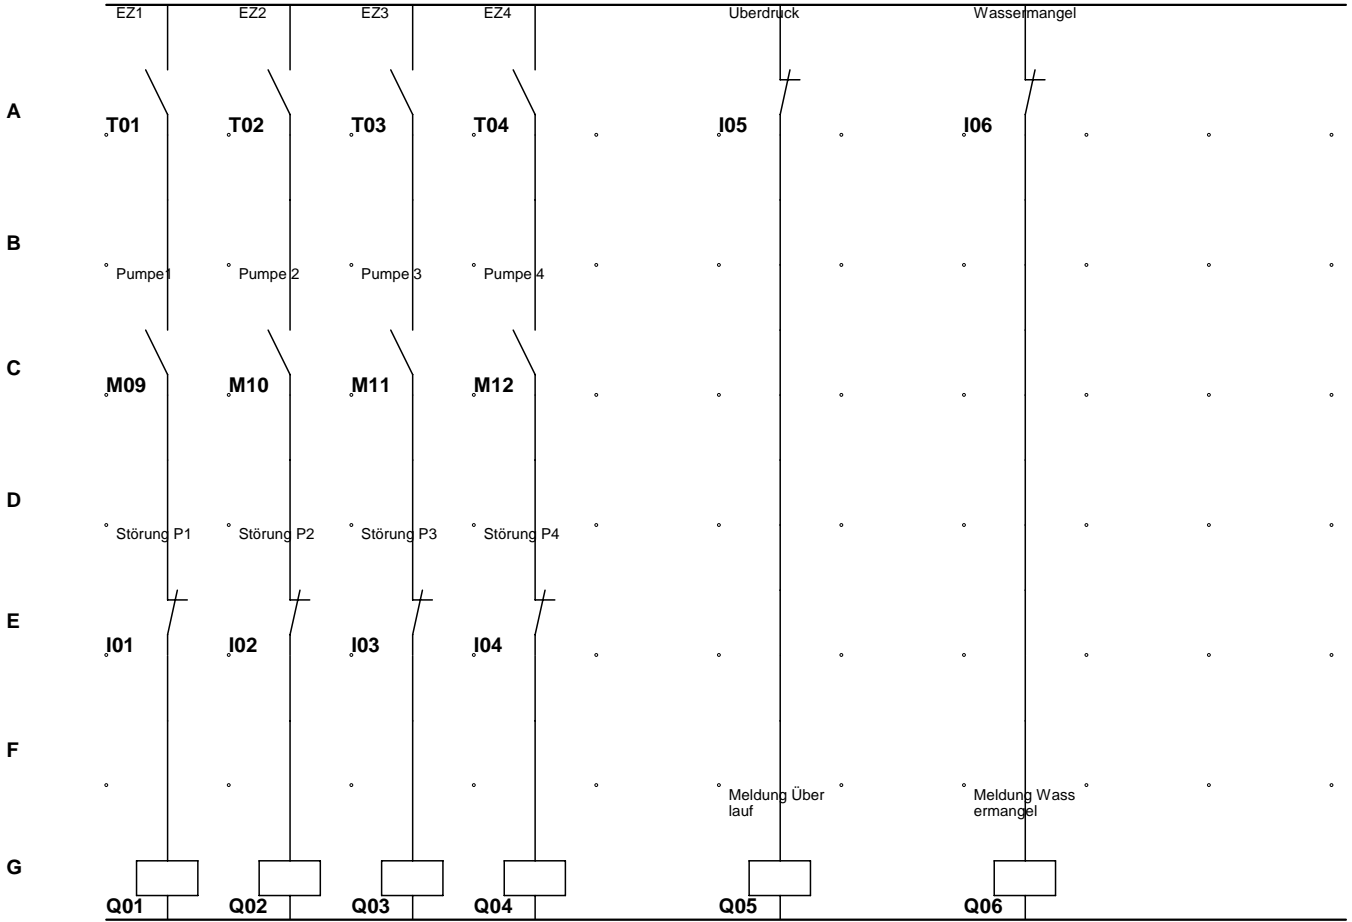 EZ1 EZ2 EZ3 EZ4 Überdruck Wassermangel
A
T01 T02 T03 T04 I05 I06
B
Pumpe1 Pumpe 2 Pumpe 3 Pumpe 4
C
M09 M10 M11 M12
D
Störung P1 Störung P2 Störung P3 Störung P4
E
I01 I02 I03 I04
F
Meldung Über Meldung Wass
lauf ermangel
G
Q01 Q02 Q03 Q04 Q05 Q06